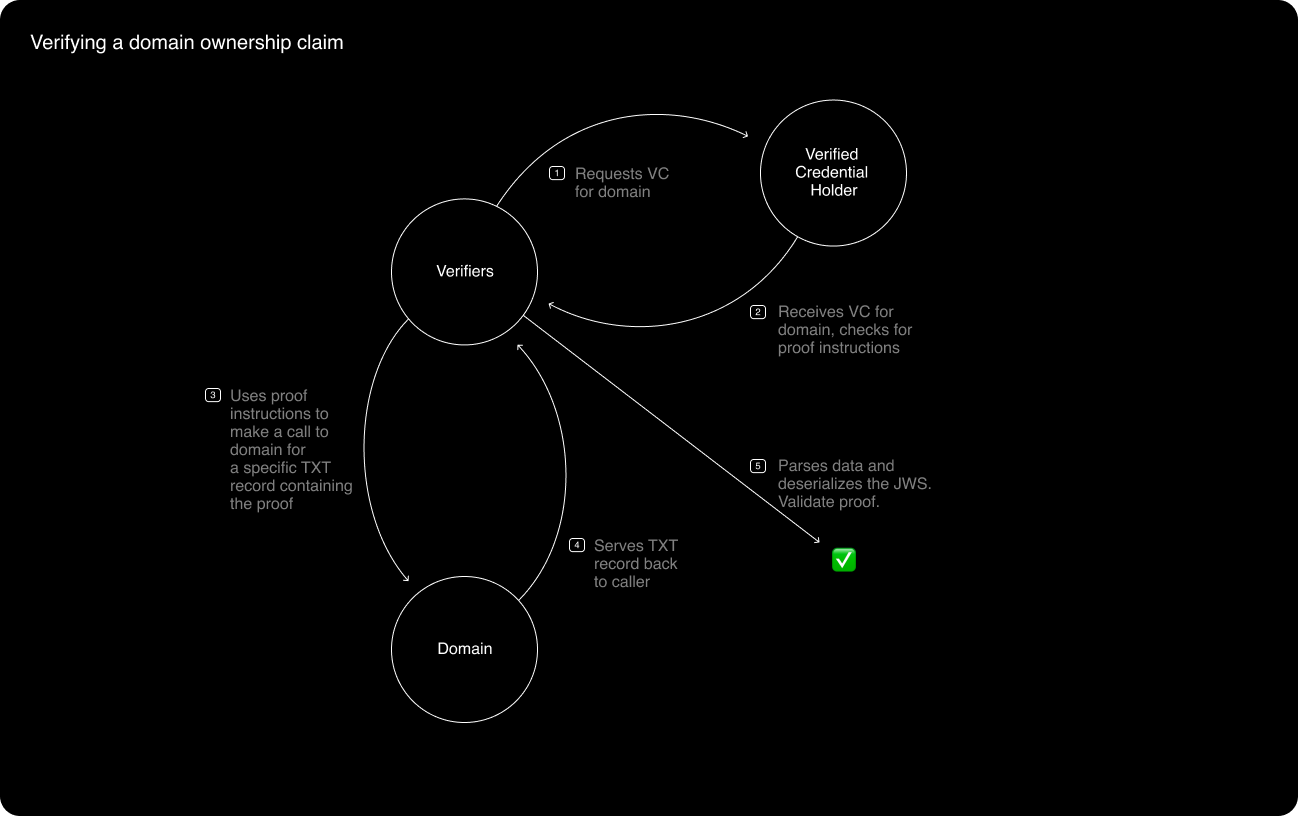 Verifying a domain ownership claim
Verified
Credential
Holder
1
Requests VC
for domain
Verifiers
2
Receives VC for
domain, checks for
proof instructions
3
Uses proof
instructions to
make a call to
domain for
a specific TXT
record containing
the proof
5
Parses data and
deserializes the JWS.
Validate proof.
4
Serves TXT
record back
to caller
Domain